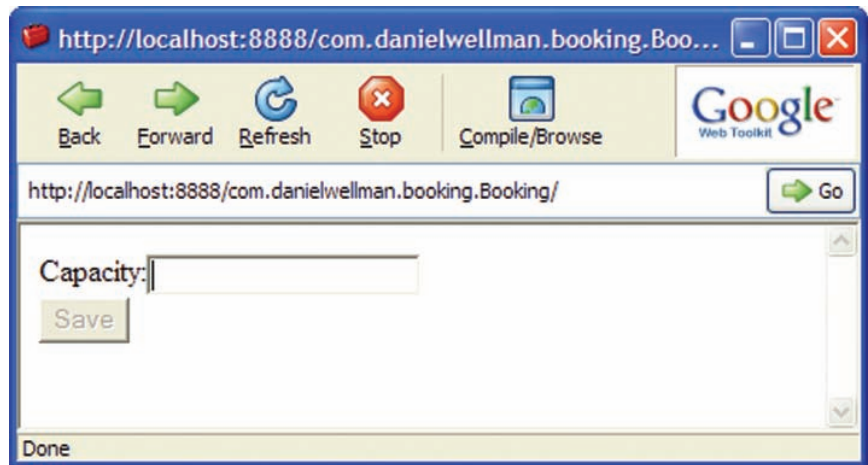 http://localhost:8888/com.danielwellman.booking.Boo...
Back Forward Refresh Stop Compile/Browse
Google
Web Toolkit
http://localhost:8888/com.danielwellman.booking.Booking/ Go
Capacity:
Save
Done